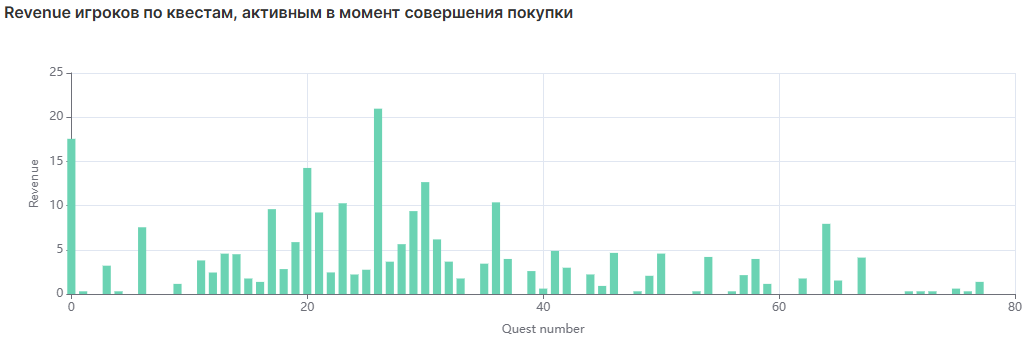 Revenue игроков по квестам, активным в момент совершения покупки
25
20
15
10
5
0
Revenue
0 20 40 60 80
Quest number